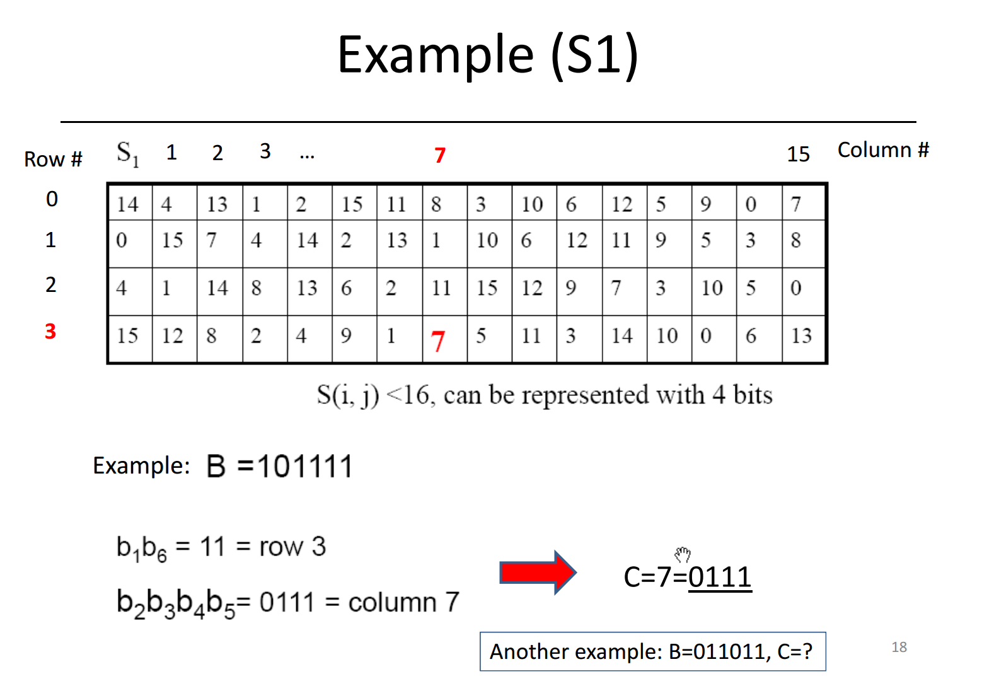 Example (S1)
Row # S₁ 1 2 3 ... 7 15 Column #
0 14 4 13 1 2 15 11 8 3 10 6 12 5 9 0 7
1 0 15 7 4 14 2 13 1 10 6 12 11 9 5 3 8
2 4 1 14 8 13 6 2 11 15 12 9 7 3 10 5 0
3 15 12 8 2 4 9 1 7 5 11 3 14 10 0 6 13
S(i, j) <16, can be represented with 4 bits
Example: B =101111
b₁b₆ = 11 = row 3
C=7=0111
b₂b₃b₄b₅= 0111 = column 7
Another example: B=011011, C=?
18